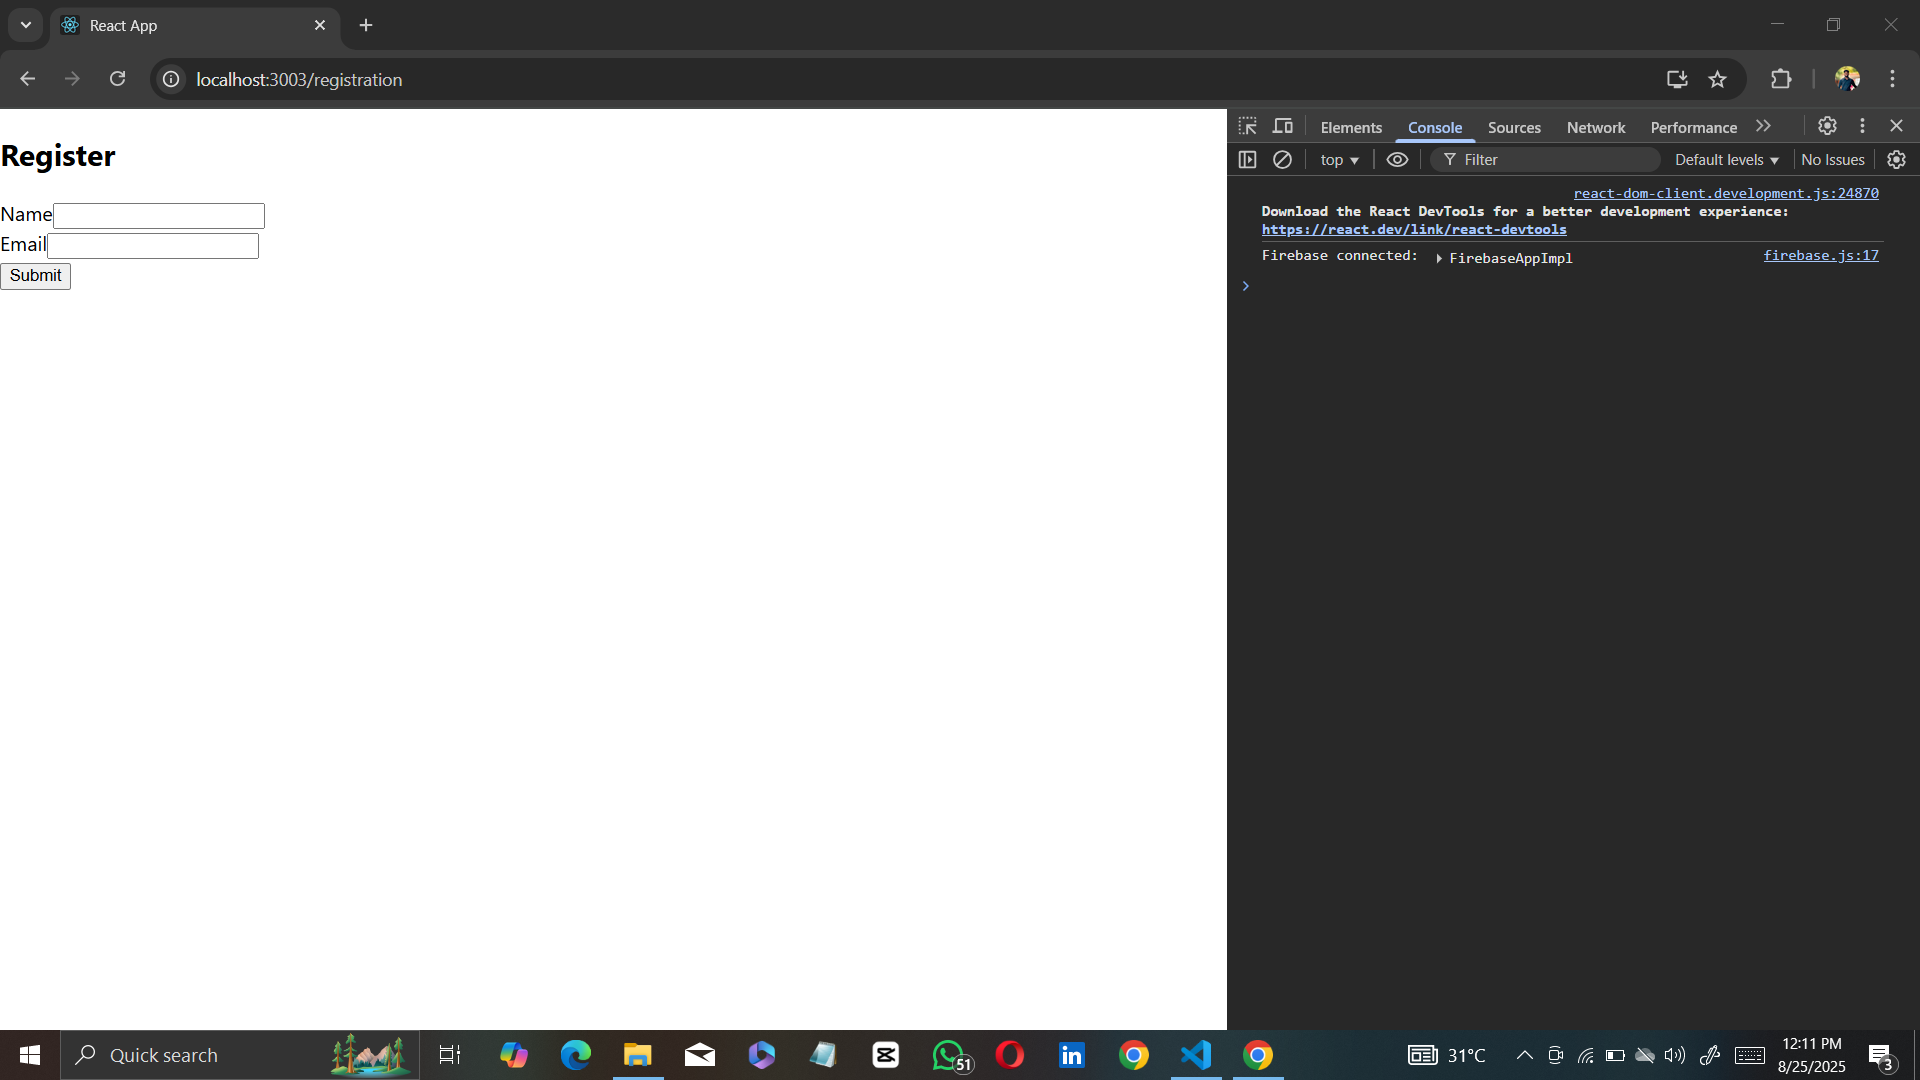 React App
localhost:3003/registration
Register
Name
Email
Submit
Elements Console Sources Network Performance
top Filter Default levels No Issues
react-dom-client.development.js:24870
Download the React DevTools for a better development experience:
https://react.dev/link/react-devtools
Firebase connected: FirebaseAppImpl firebase.js:17
Quick search
51
in
31°C
12:11 PM
8/25/2025
3